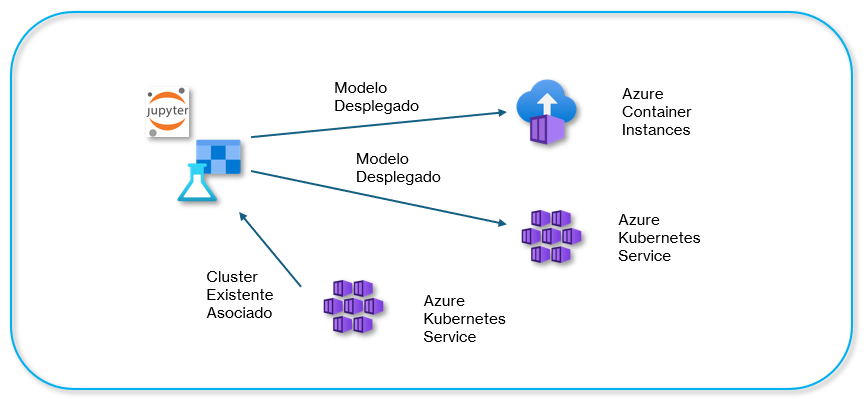 jupyter
Modelo
Desplegado
Azure
Container
Instances
Modelo
Desplegado
Azure
Kubernetes
Service
Cluster
Existente
Asociado
Azure
Kubernetes
Service